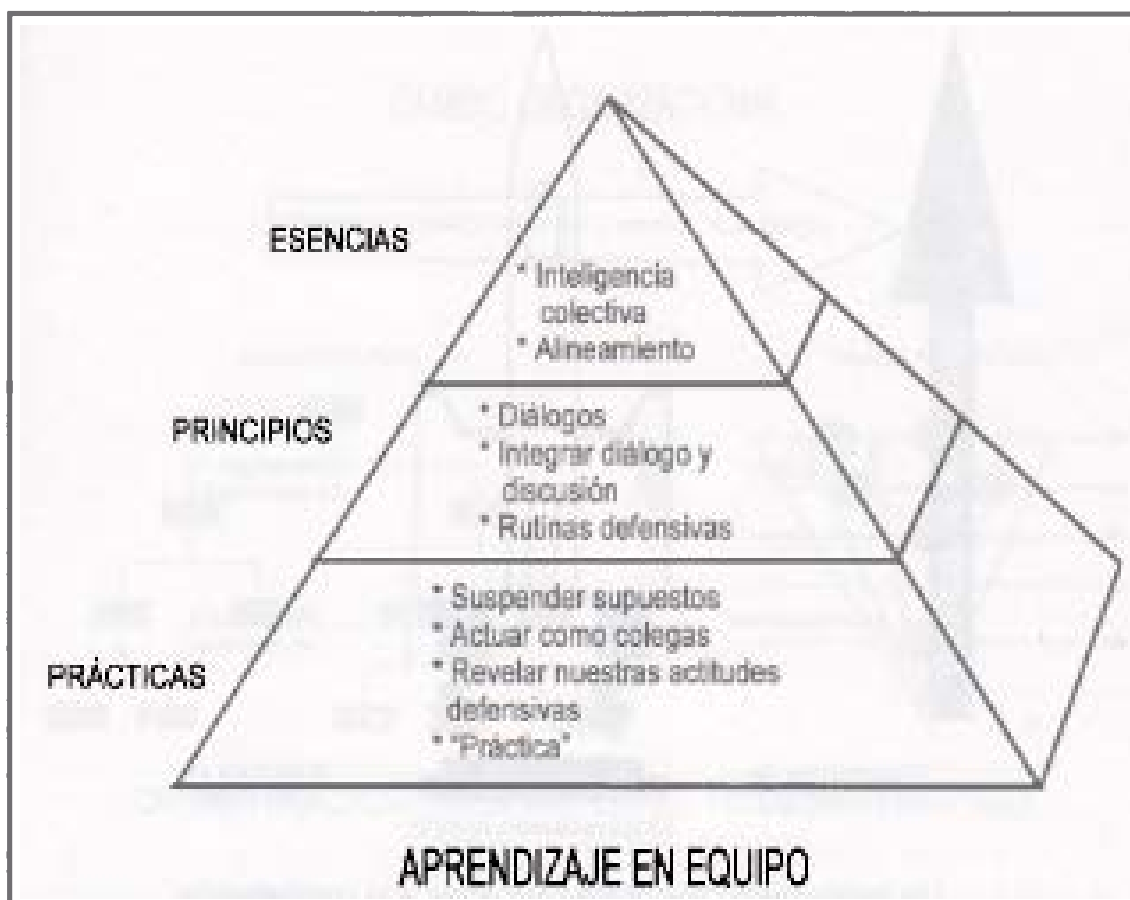 ESENCIAS
* Inteligencia
colectiva
* Alineamiento
PRINCIPIOS
* Diálogos
* Integrar diálogo y
discusión
* Rutinas defensivas
PRÁCTICAS
* Suspender supuestos
* Actuar como colegas
* Revelar nuestras actitudes
defensivas
* "Práctica"
APRENDIZAJE EN EQUIPO